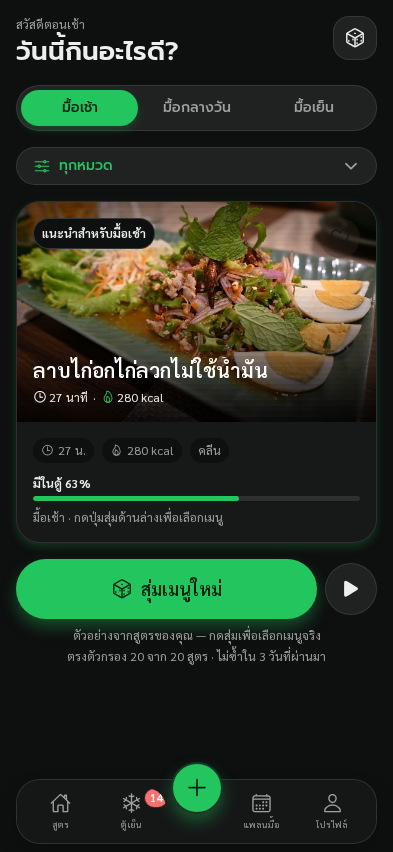 สวัสดีตอนเช้า
วันนี้กินอะไรดี?
มื้อเช้า
มื้อกลางวัน
มื้อเย็น
ทุกหมวด
แนะนำสำหรับมื้อเช้า
ลาบไก่อกไก่ลวกไม่ใช้น้ำมัน
27 นาที · 280 kcal
27 น.
280 kcal
คลีน
มีในตู้ 63%
มื้อเช้า · กดปุ่มสุ่มด้านล่างเพื่อเลือกเมนู
สุ่มเมนูใหม่
ตัวอย่างจากสูตรของคุณ — กดสุ่มเพื่อเลือกเมนูจริง
ตรงตัวกรอง 20 จาก 20 สูตร · ไม่ซ้ำใน 3 วันที่ผ่านมา
14
สูตร
ตู้เย็น
แพลนมื้อ
โปรไฟล์